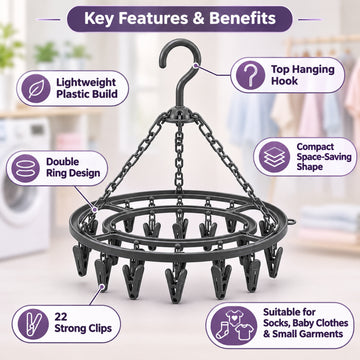 Key Features & Benefits
Lightweight
Plastic Build
Top Hanging
Hook
Double
Ring Design
Compact
Space-Saving
Shape
22
Strong Clips
Suitable for
Socks, Baby Clothes
& Small Garments